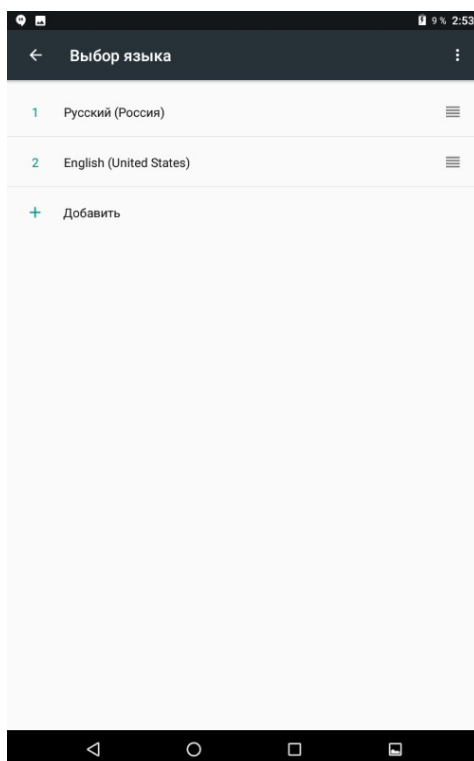 9 % 2:53
Выбор языка
1 Русский (Россия)
2 English (United States)
+ Добавить